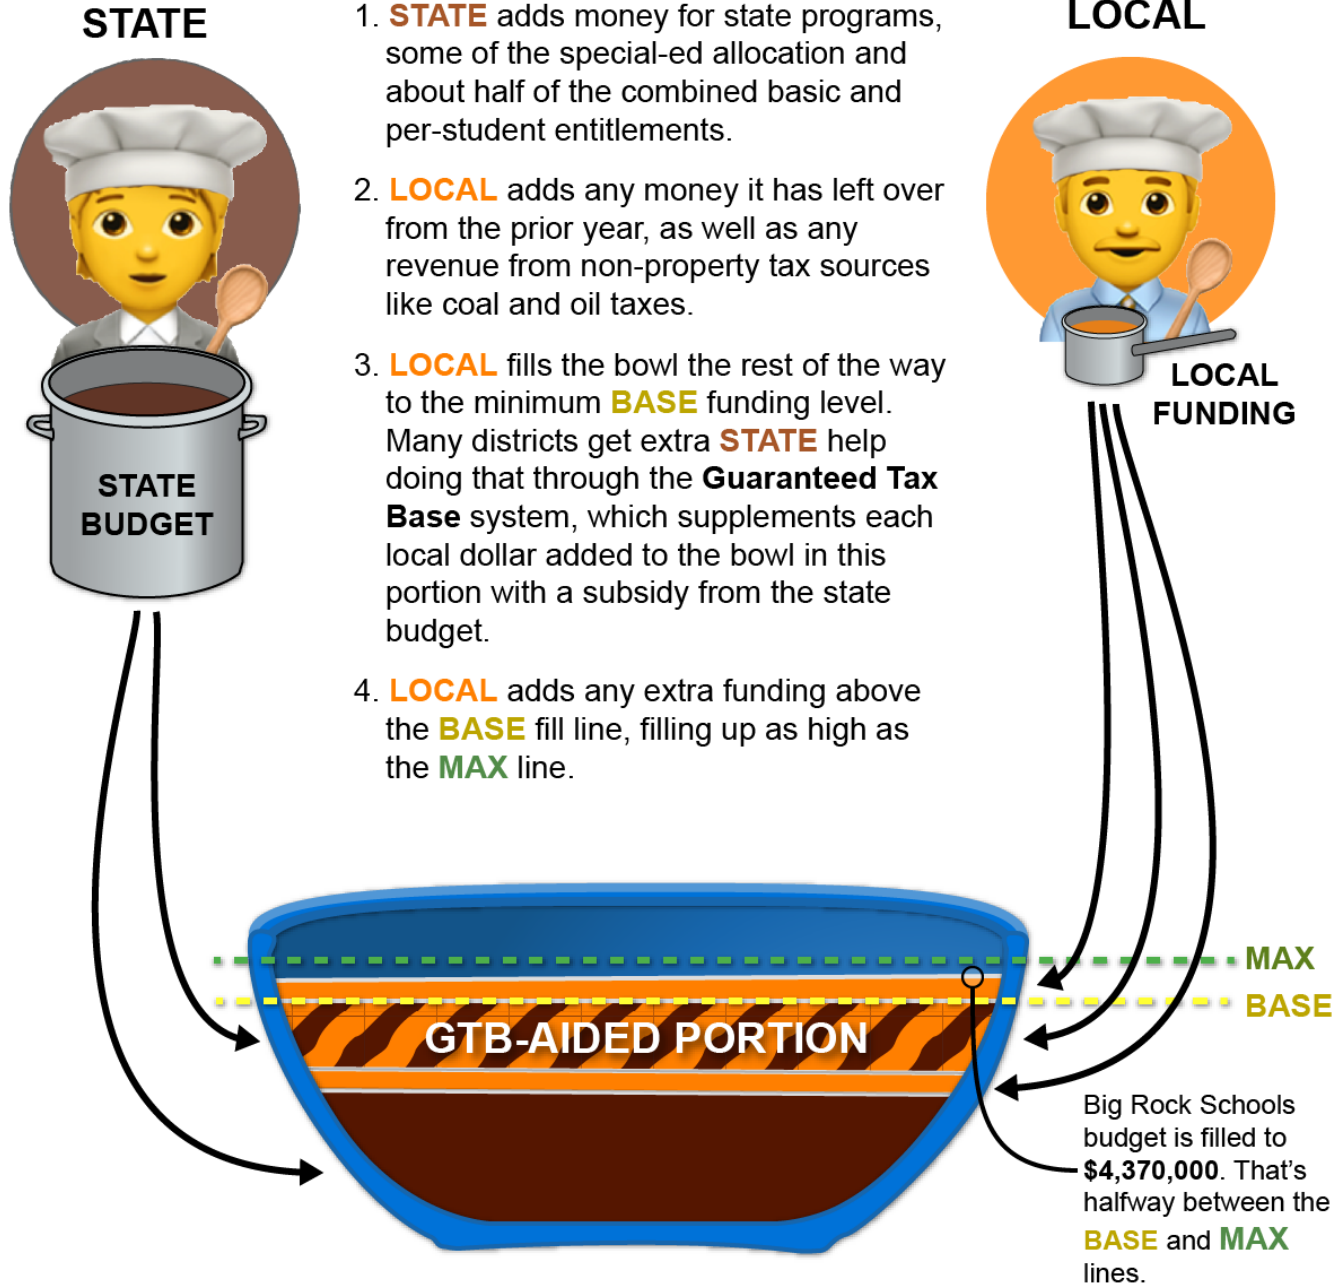 STATE
1. STATE adds money for state programs,
some of the special-ed allocation and
about half of the combined basic and
per-student entitlements.
2. LOCAL adds any money it has left over
from the prior year, as well as any
revenue from non-property tax sources
like coal and oil taxes.
3. LOCAL fills the bowl the rest of the way
to the minimum BASE funding level.
Many districts get extra STATE help
doing that through the Guaranteed Tax
Base system, which supplements each
local dollar added to the bowl in this
portion with a subsidy from the state
budget.
4. LOCAL adds any extra funding above
the BASE fill line, filling up as high as
the MAX line.
LOCAL
LOCAL
FUNDING
STATE
BUDGET
MAX
BASE
GTB-AIDED PORTION
Big Rock Schools
budget is filled to
$4,370,000. That's
halfway between the
BASE and MAX
lines.